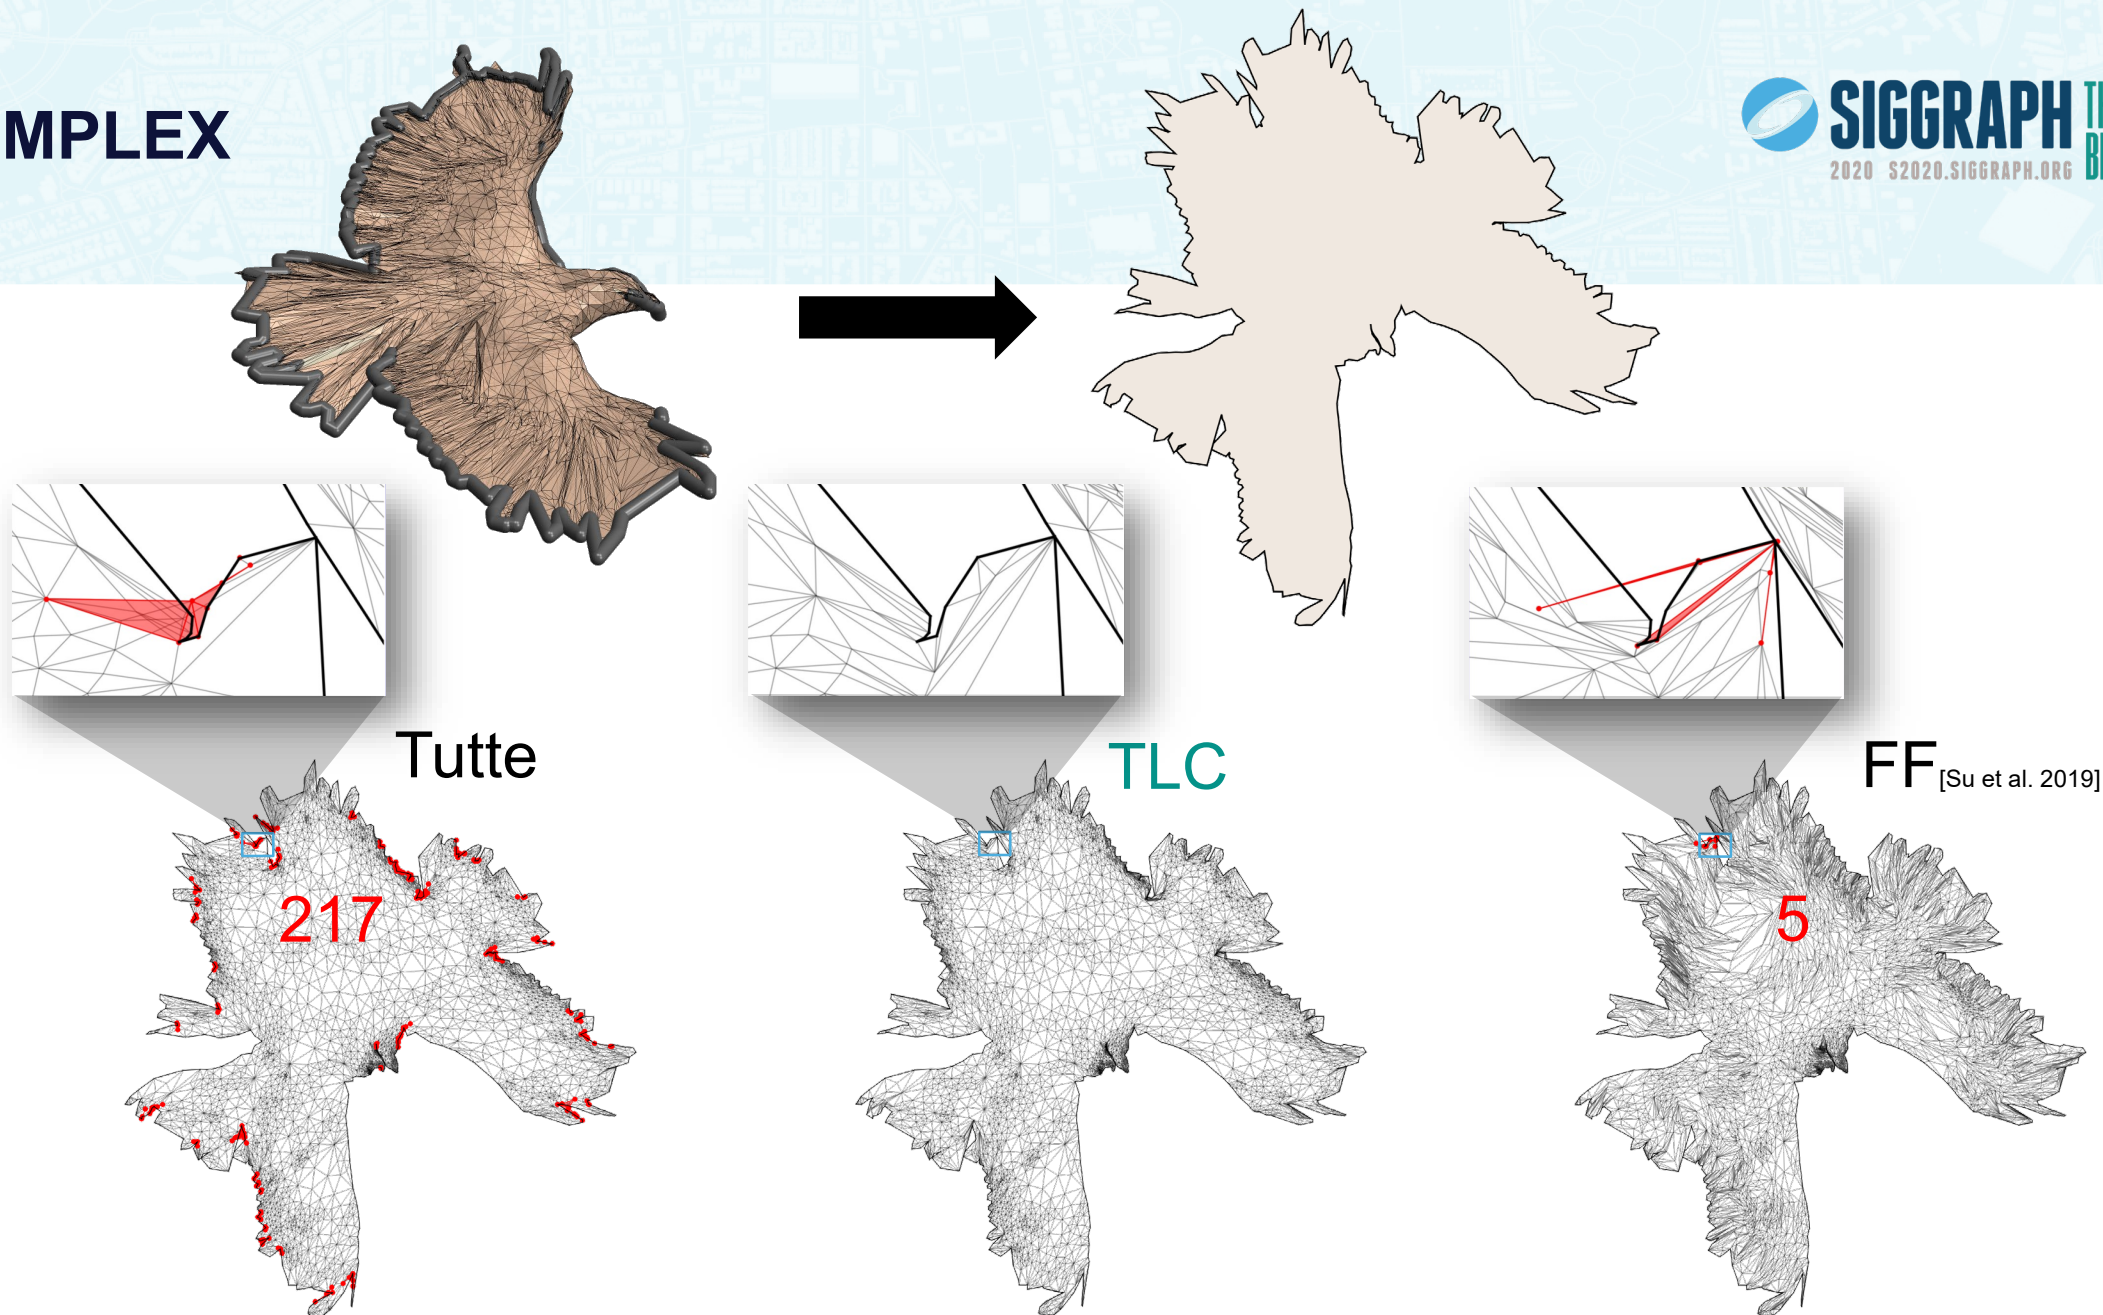 MPLEX
SIGGRAPH
2020 S2020.SIGGRAPH.ORG
Tutte
TLC
FF [Su et al. 2019]
217
5